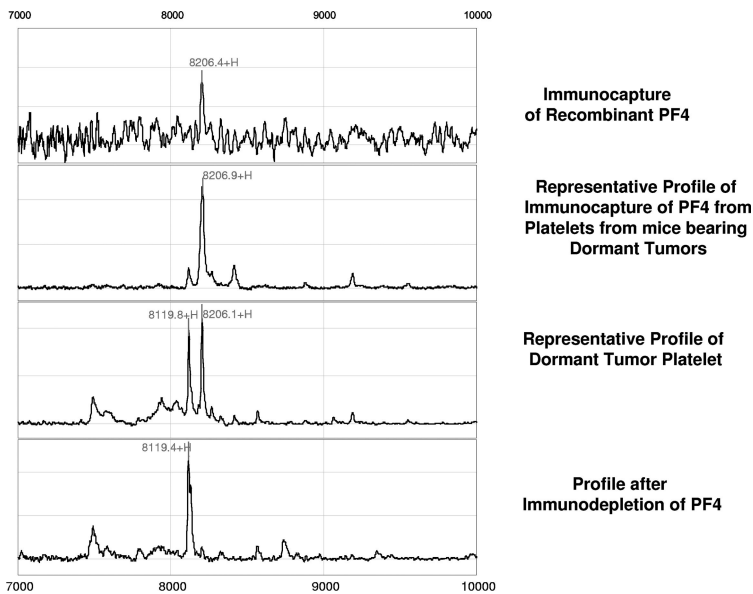 7000 8000 9000 10000
8206.4+H
Immunocapture
of Recombinant PF4
8206.9+H
Representative Profile of
Immunocapture of PF4 from
Platelets from mice bearing
Dormant Tumors
8119.8+H 8206.1+H
Representative Profile of
Dormant Tumor Platelet
8119.4+H
Profile after
Immunodepletion of PF4
7000 8000 9000 10000